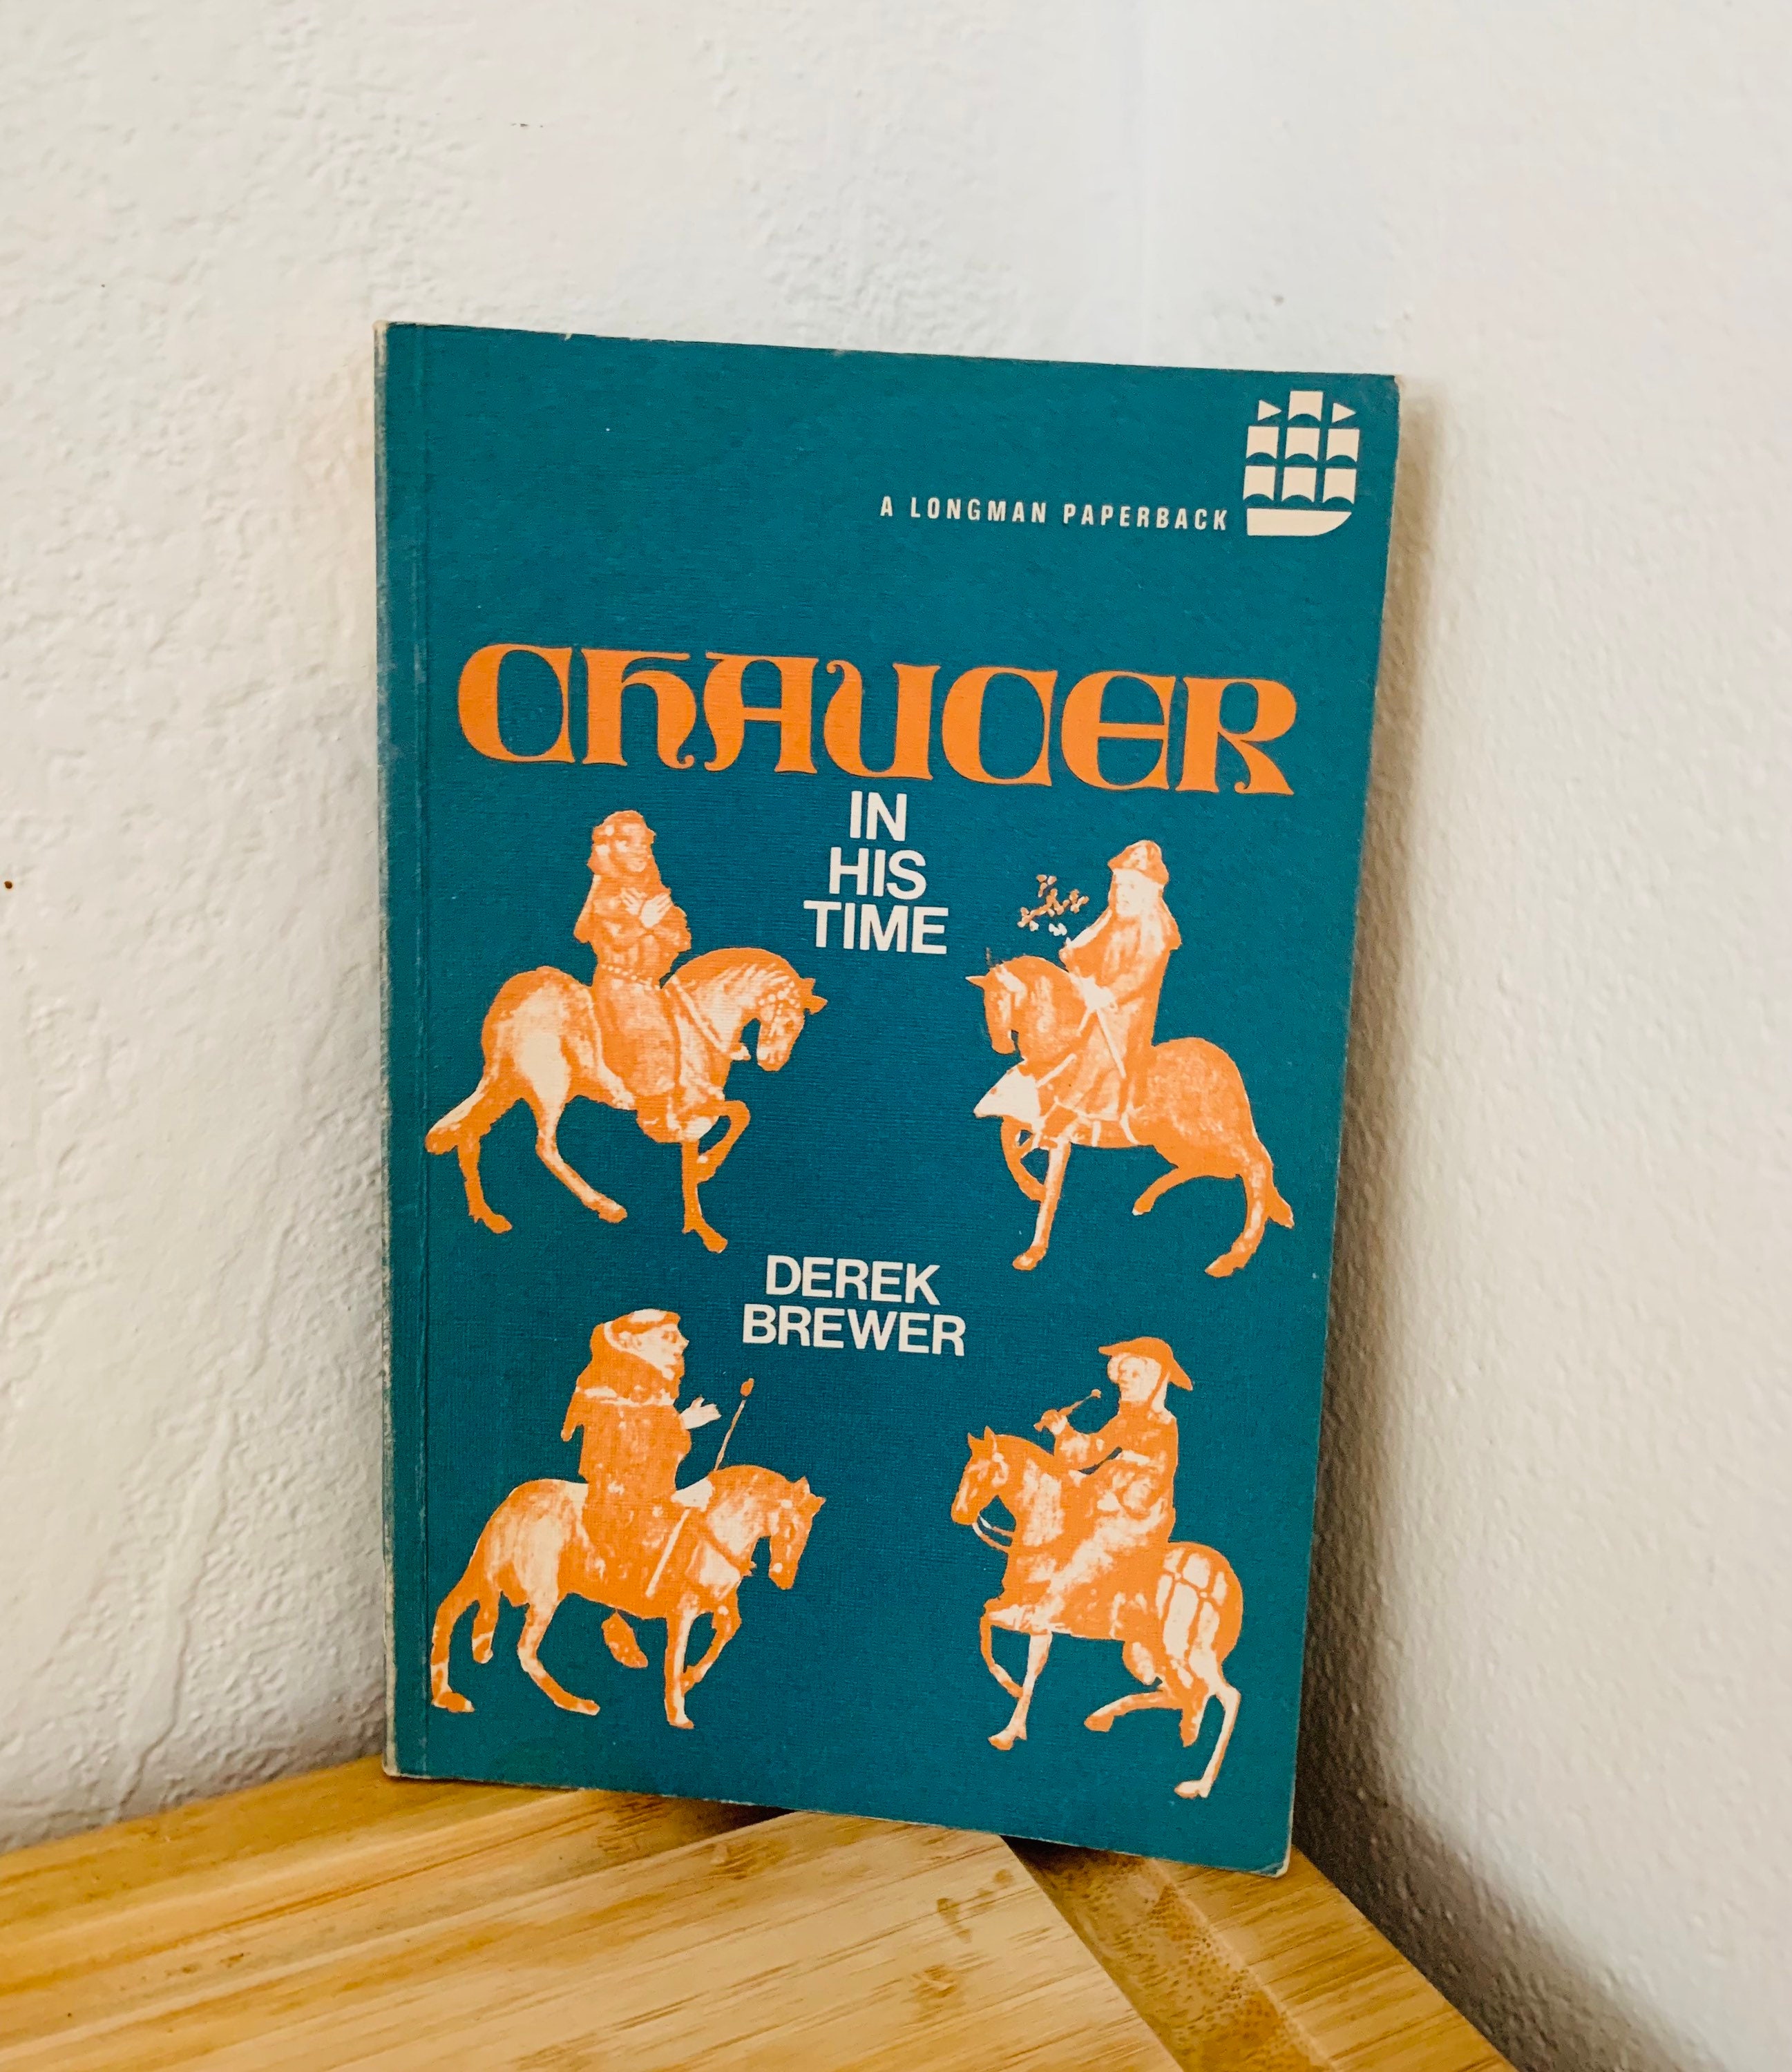 A LONGMAN PAPERBACK
CHAUCER
IN
HIS
TIME
DEREK
BREWER